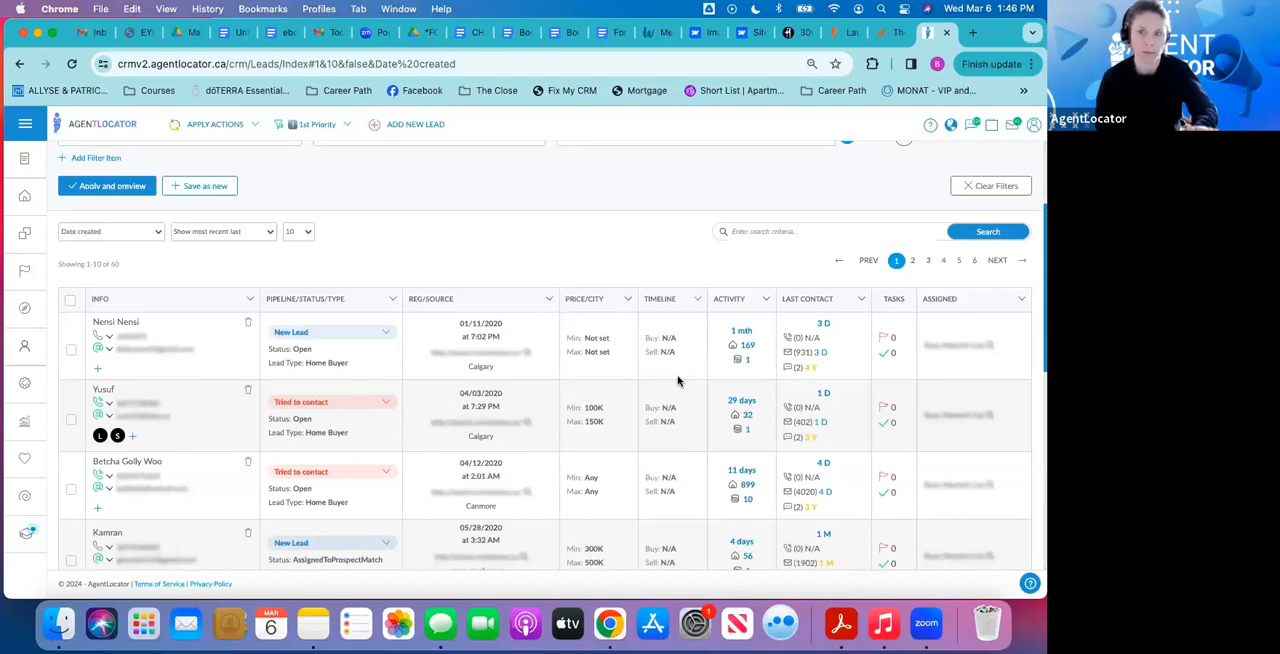 Chrome File Edit View History Bookmarks Profiles Tab Window Help Wed Mar 6 1:46 PM
crmv2.agentlocator.ca/crm/Leads/Index#1&10&false&Date%20created Finish update
ALLYSE & PATRIC... Courses dōTERRA Essential... Career Path Facebook The Close Fix My CRM Mortgage Short List | Apartm... Career Path MONAT - VIP and...
AGENTLOCATOR APPLY ACTIONS 1st Priority ADD NEW LEAD
Add Filter Item
Apply and preview Save as new Clear Filters
Date created Show most recent last 10 Enter search criteria... Search
Showing 1-10 of 60 PREV 1 2 3 4 5 6 NEXT
INFO PIPELINE/STATUS/TYPE REG/SOURCE PRICE/CITY TIMELINE ACTIVITY LAST CONTACT TASKS ASSIGNED
Nensi Nensi
New Lead
Status: Open
Lead Type: Home Buyer
01/11/2020
at 7:02 PM
Calgary
Min: Not set
Max: Not set
Buy: N/A
Sell: N/A
1 mth
169
1
3 D
(0) N/A
(931) 3 D
(2) 4 Y
0
0
Yusuf
L S
Tried to contact
Status: Open
Lead Type: Home Buyer
04/03/2020
at 7:29 PM
Calgary
Min: 100K
Max: 150K
Buy: N/A
Sell: N/A
29 days
32
1
1 D
(0) N/A
(402) 1 D
(2) 3 Y
0
0
Betcha Golly Woo
Tried to contact
Status: Open
Lead Type: Home Buyer
04/12/2020
at 2:01 AM
Canmore
Min: Any
Max: Any
Buy: N/A
Sell: N/A
11 days
899
10
4 D
(0) N/A
(4020) 4 D
(2) 3 Y
0
0
Kamran
New Lead
Status: AssignedToProspectMatch
05/28/2020
at 3:32 AM
Min: 300K
Max: 500K
Buy: N/A
Sell: N/A
4 days
56
1 M
(0) N/A
(1902) 1 M
0
0
© 2024 - AgentLocator | Terms of Service | Privacy Policy
MAR
6
tv
1
zoom
AgentLocator